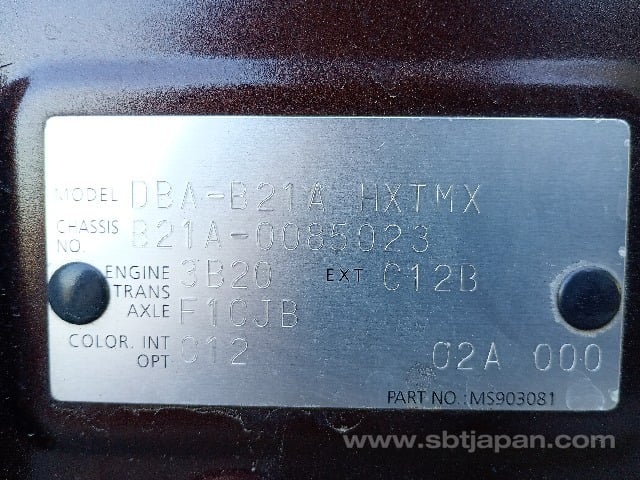 MODEL DBA-B21A HXTMX
CHASSIS NO. B21A-0085023
ENGINE 3B20 EXT C12B
TRANS AXLE F1CJB
COLOR. INT OPT C12 02A 000
PART NO.: MS903081
www.sbtjapan.com